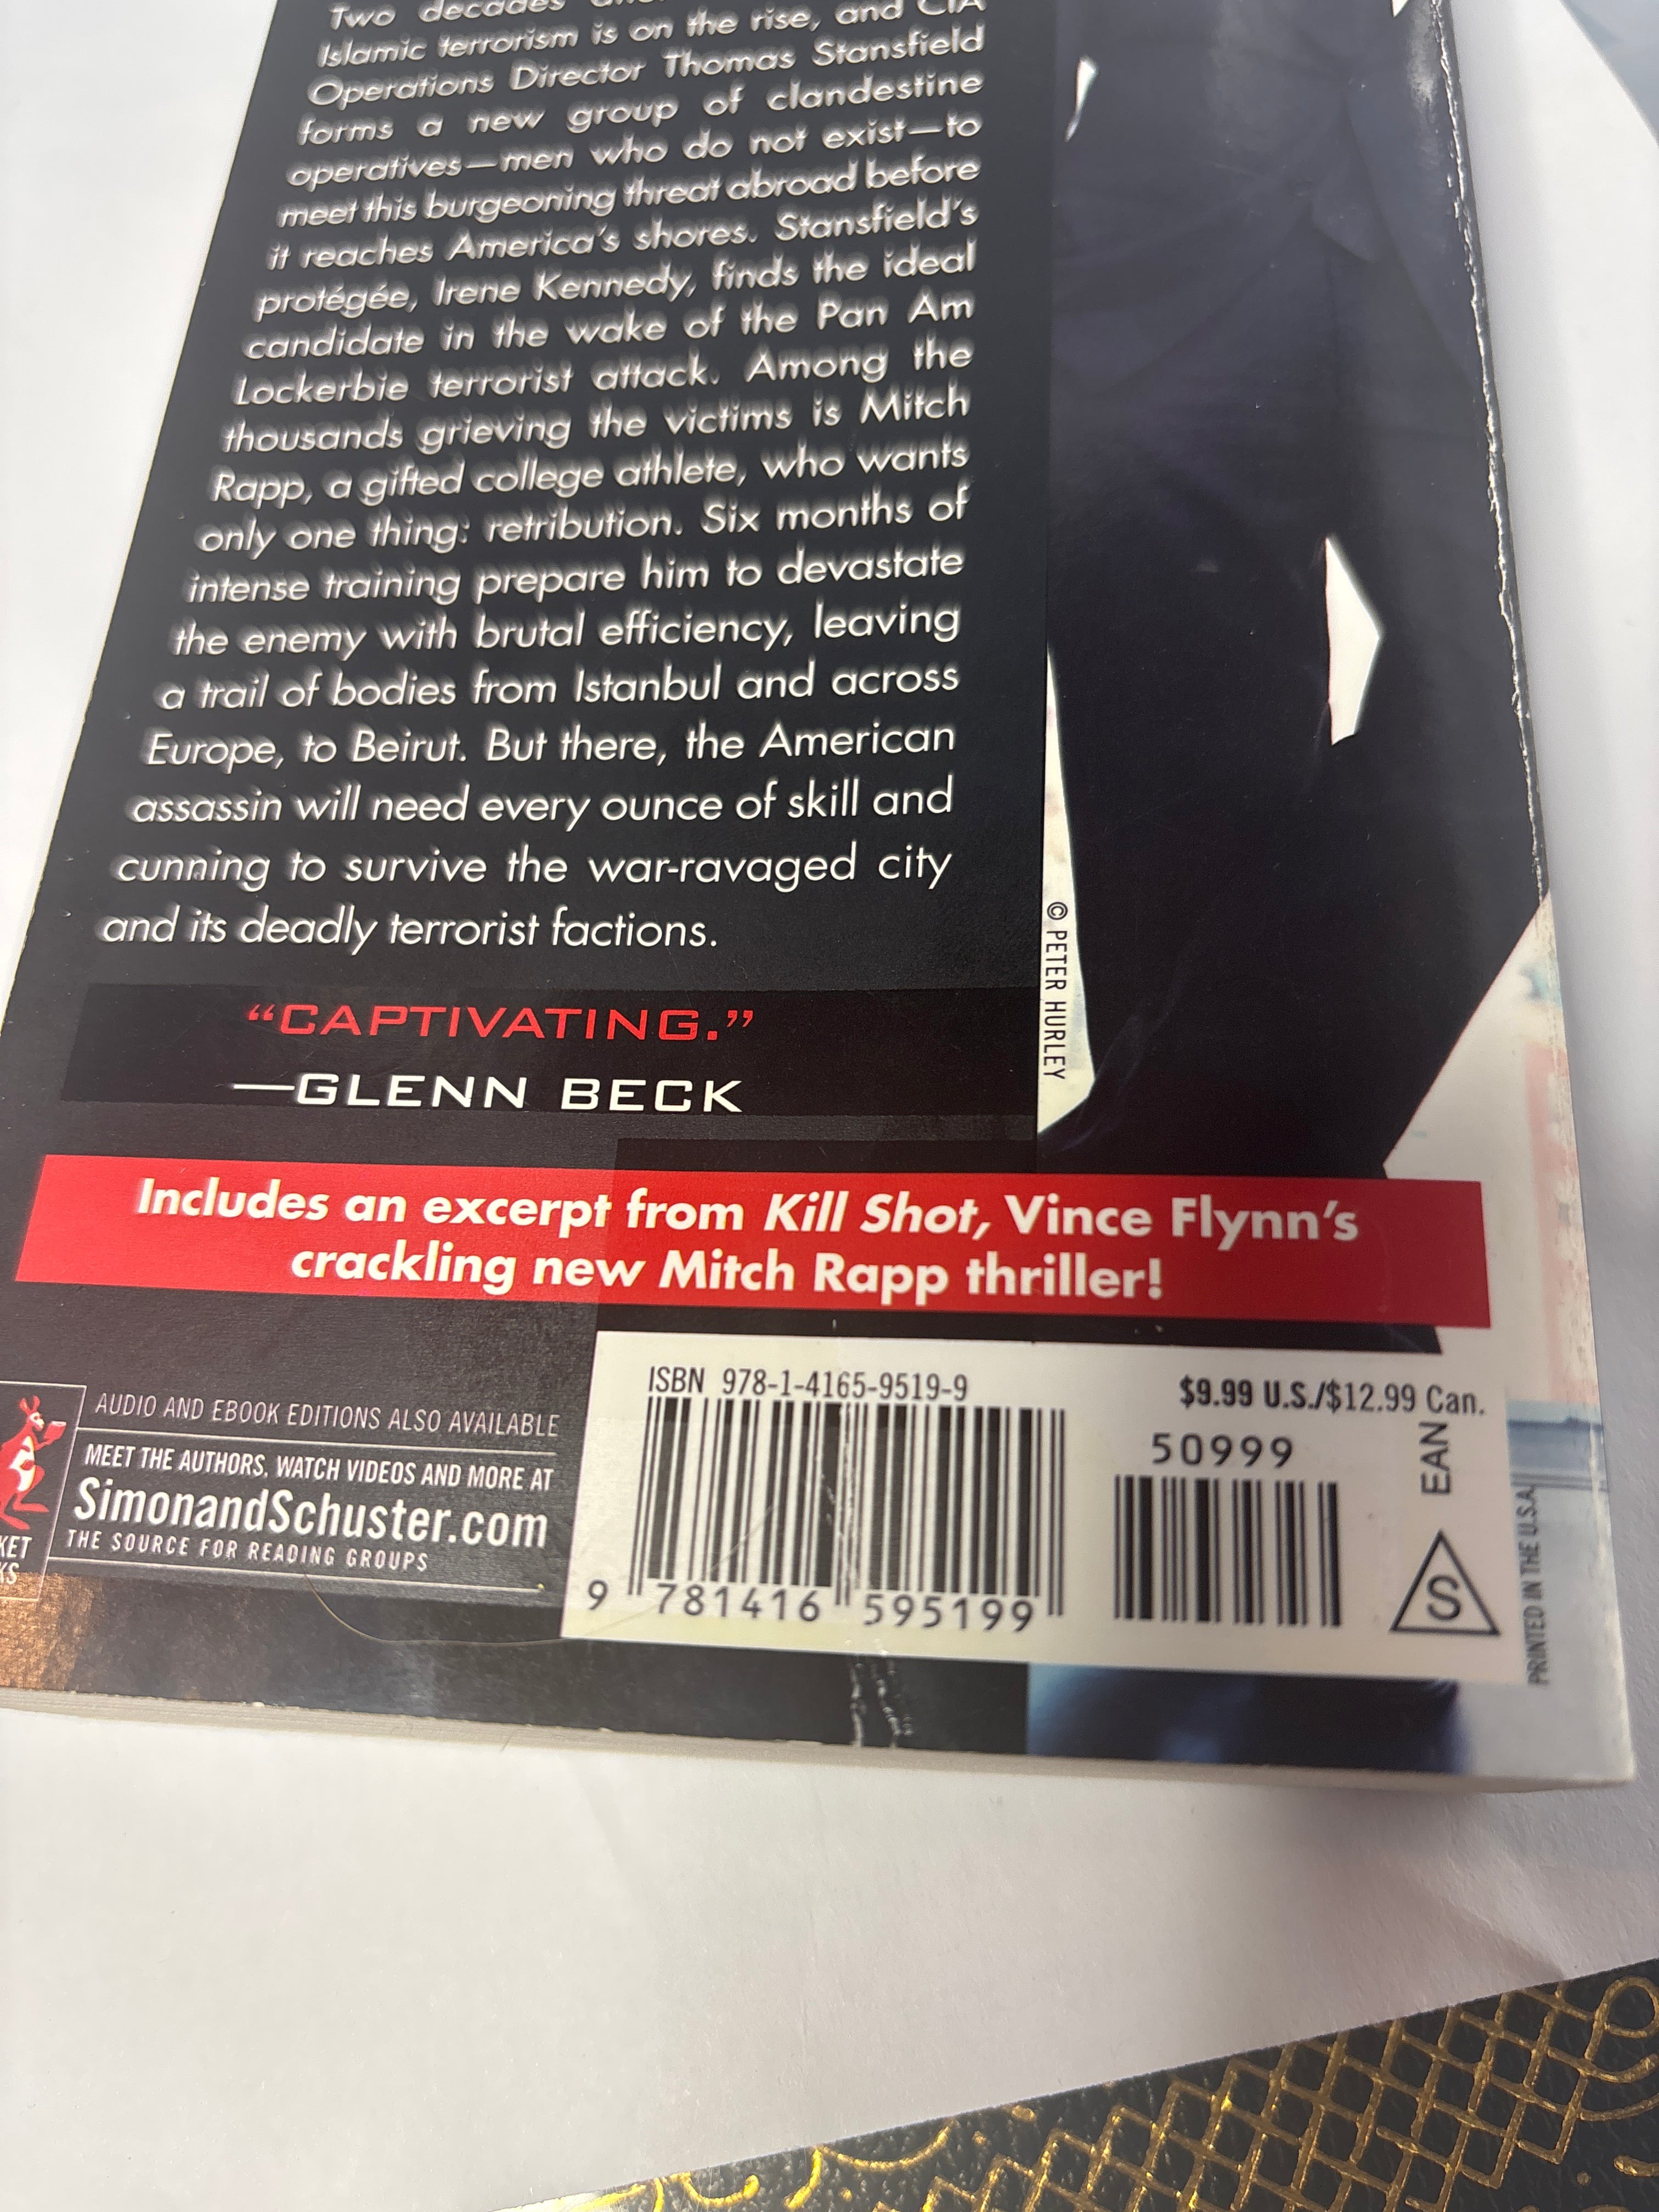 Two decades
Islamic terrorism is on the rise, and CIA
Operations Director Thomas Stansfield
forms a new group of clandestine
operatives—men who do not exist—to
meet this burgeoning threat abroad before
it reaches America's shores. Stansfield's
protégée, Irene Kennedy, finds the ideal
candidate in the wake of the Pan Am
Lockerbie terrorist attack. Among the
thousands grieving the victims is Mitch
Rapp, a gifted college athlete, who wants
only one thing: retribution. Six months of
intense training prepare him to devastate
the enemy with brutal efficiency, leaving
a trail of bodies from Istanbul and across
Europe, to Beirut. But there, the American
assassin will need every ounce of skill and
cunning to survive the war-ravaged city
and its deadly terrorist factions.
© PETER HURLEY
“CAPTIVATING.”
—GLENN BECK
Includes an excerpt from Kill Shot, Vince Flynn's
crackling new Mitch Rapp thriller!
AUDIO AND EBOOK EDITIONS ALSO AVAILABLE
MEET THE AUTHORS, WATCH VIDEOS AND MORE AT
SimonandSchuster.com
THE SOURCE FOR READING GROUPS
KET
KS
ISBN 978-1-4165-9519-9
9 781416 595199
$9.99 U.S./$12.99 Can.
50999
EAN
S
PRINTED IN THE U.S.A.